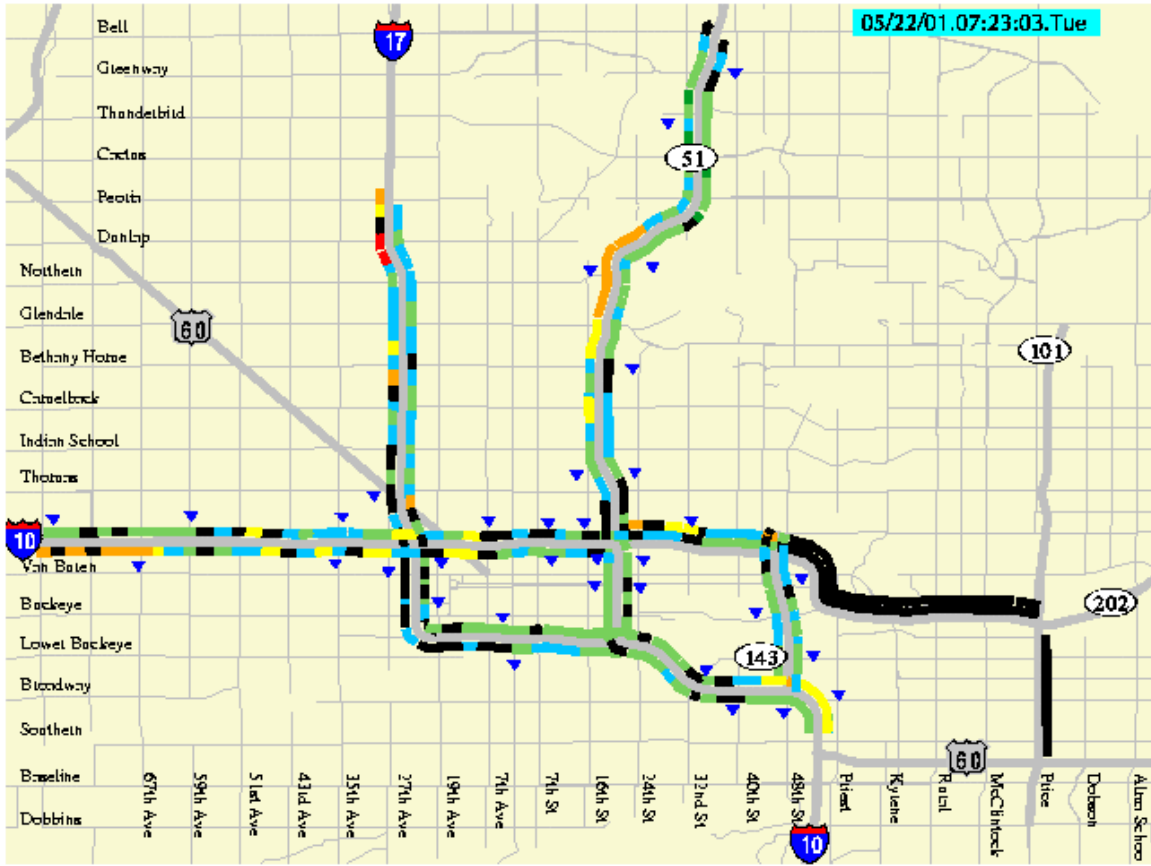 05/22/01.07:23:03.Tue
Bell
17
Greenway
Thunderbird
Cactus
51
Peoria
Dunlap
Northern
Glendale
60
Bethany Home
101
Camelback
Indian School
Thomas
10
Van Buren
Buckeye
202
Lower Buckeye
143
Broadway
Southern
60
Baseline
Dobbins
67th Ave
59th Ave
51st Ave
43rd Ave
35th Ave
27th Ave
19th Ave
7th Ave
7th St
16th St
24th St
32nd St
40th St
48th St
Priest
Kyrene
Rural
McClintock
Price
Dobson
Alma Schoo
10